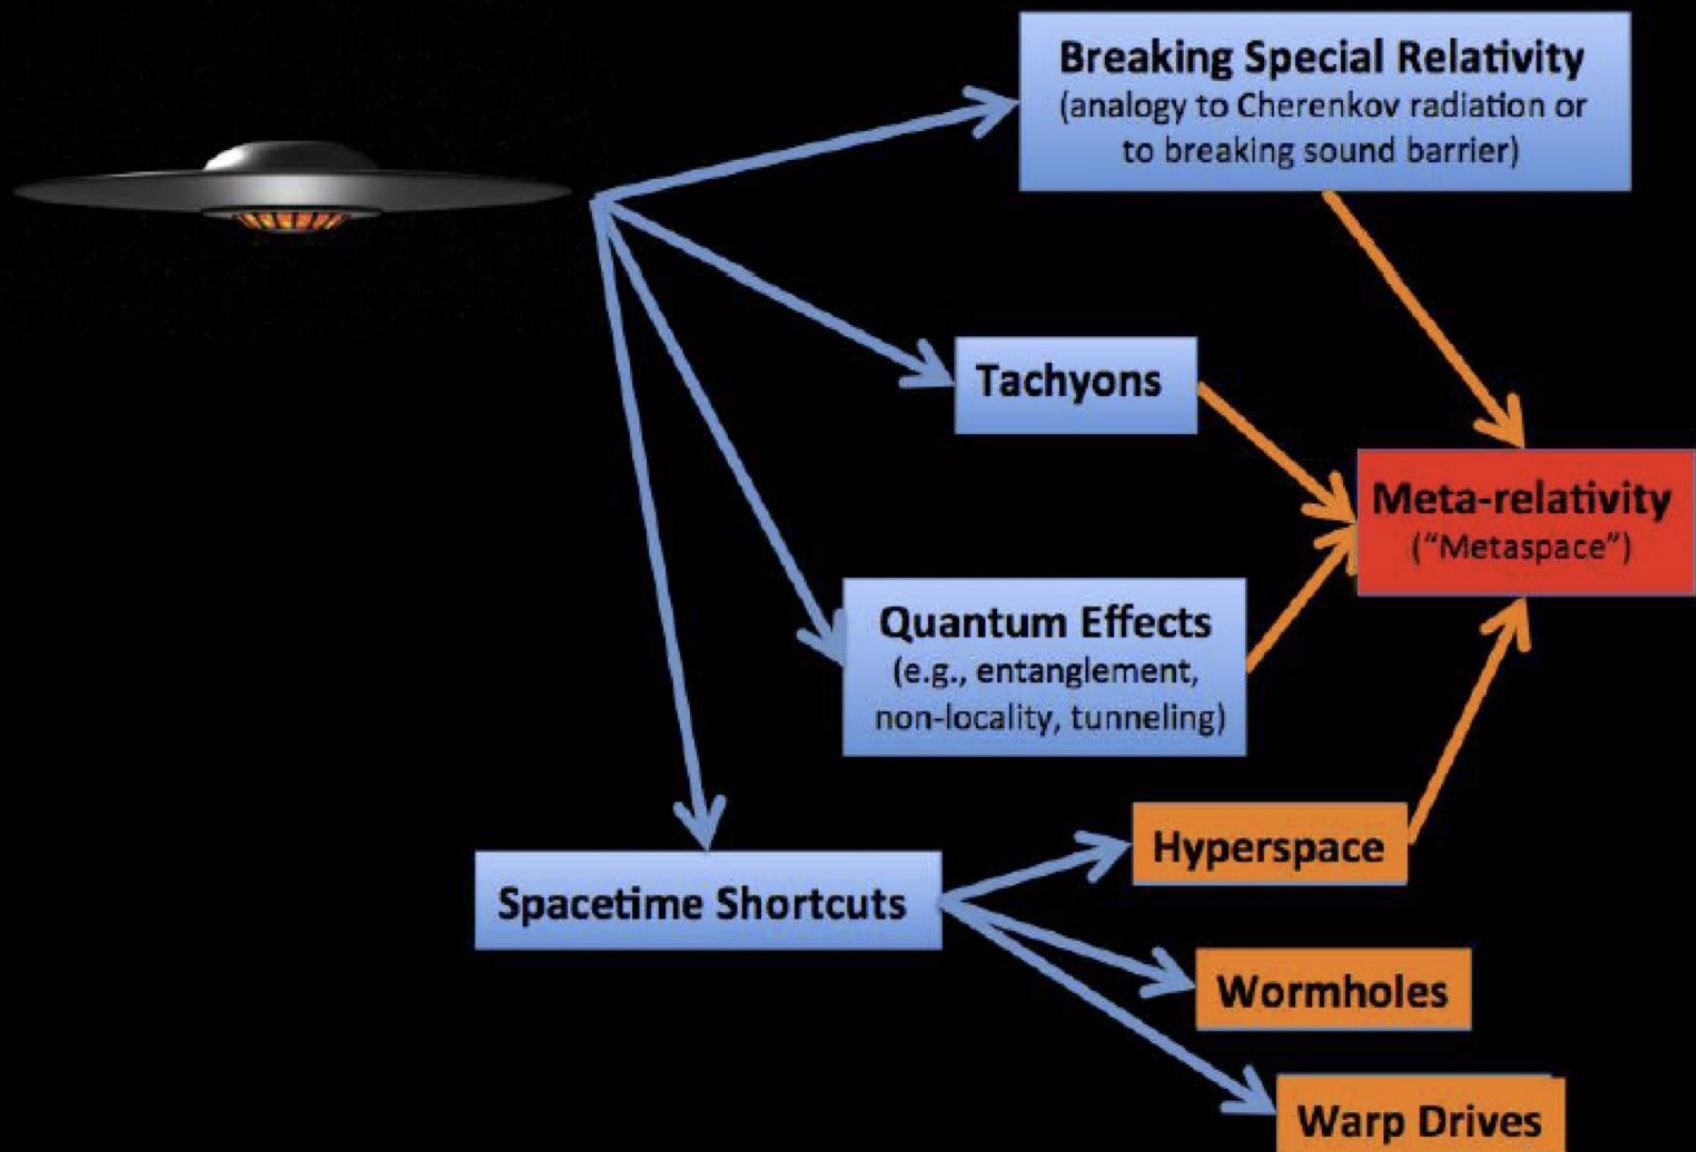 Breaking Special Relativity
(analogy to Cherenkov radiation or
to breaking sound barrier)
Tachyons
Meta-relativity
(“Metaspace”)
Quantum Effects
(e.g., entanglement,
non-locality, tunneling)
Hyperspace
Spacetime Shortcuts
Wormholes
Warp Drives